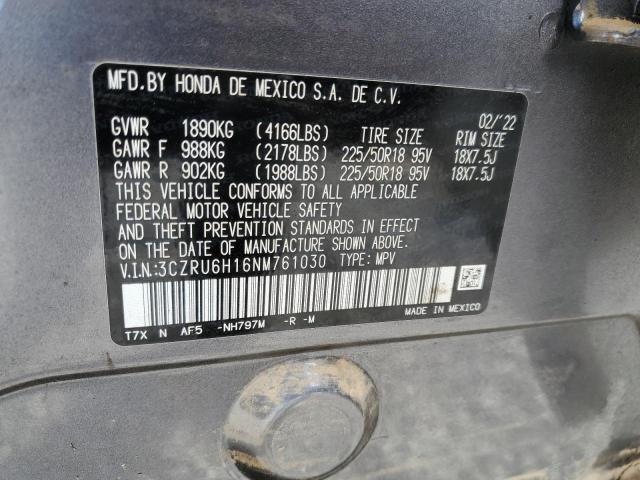 MFD.BY HONDA DE MEXICO S.A. DE C.V.
02/'22
GVWR 1890KG (4166LBS) TIRE SIZE RIM SIZE
GAWR F 988KG (2178LBS) 225/50R18 95V 18X7.5J
GAWR R 902KG (1988LBS) 225/50R18 95V 18X7.5J
THIS VEHICLE CONFORMS TO ALL APPLICABLE
FEDERAL MOTOR VEHICLE SAFETY
AND THEFT PREVENTION STANDARDS IN EFFECT
ON THE DATE OF MANUFACTURE SHOWN ABOVE.
V.I.N:3CZRU6H16NM761030 TYPE: MPV
T7X N AF5 -NH797M -R -M
MADE IN MEXICO